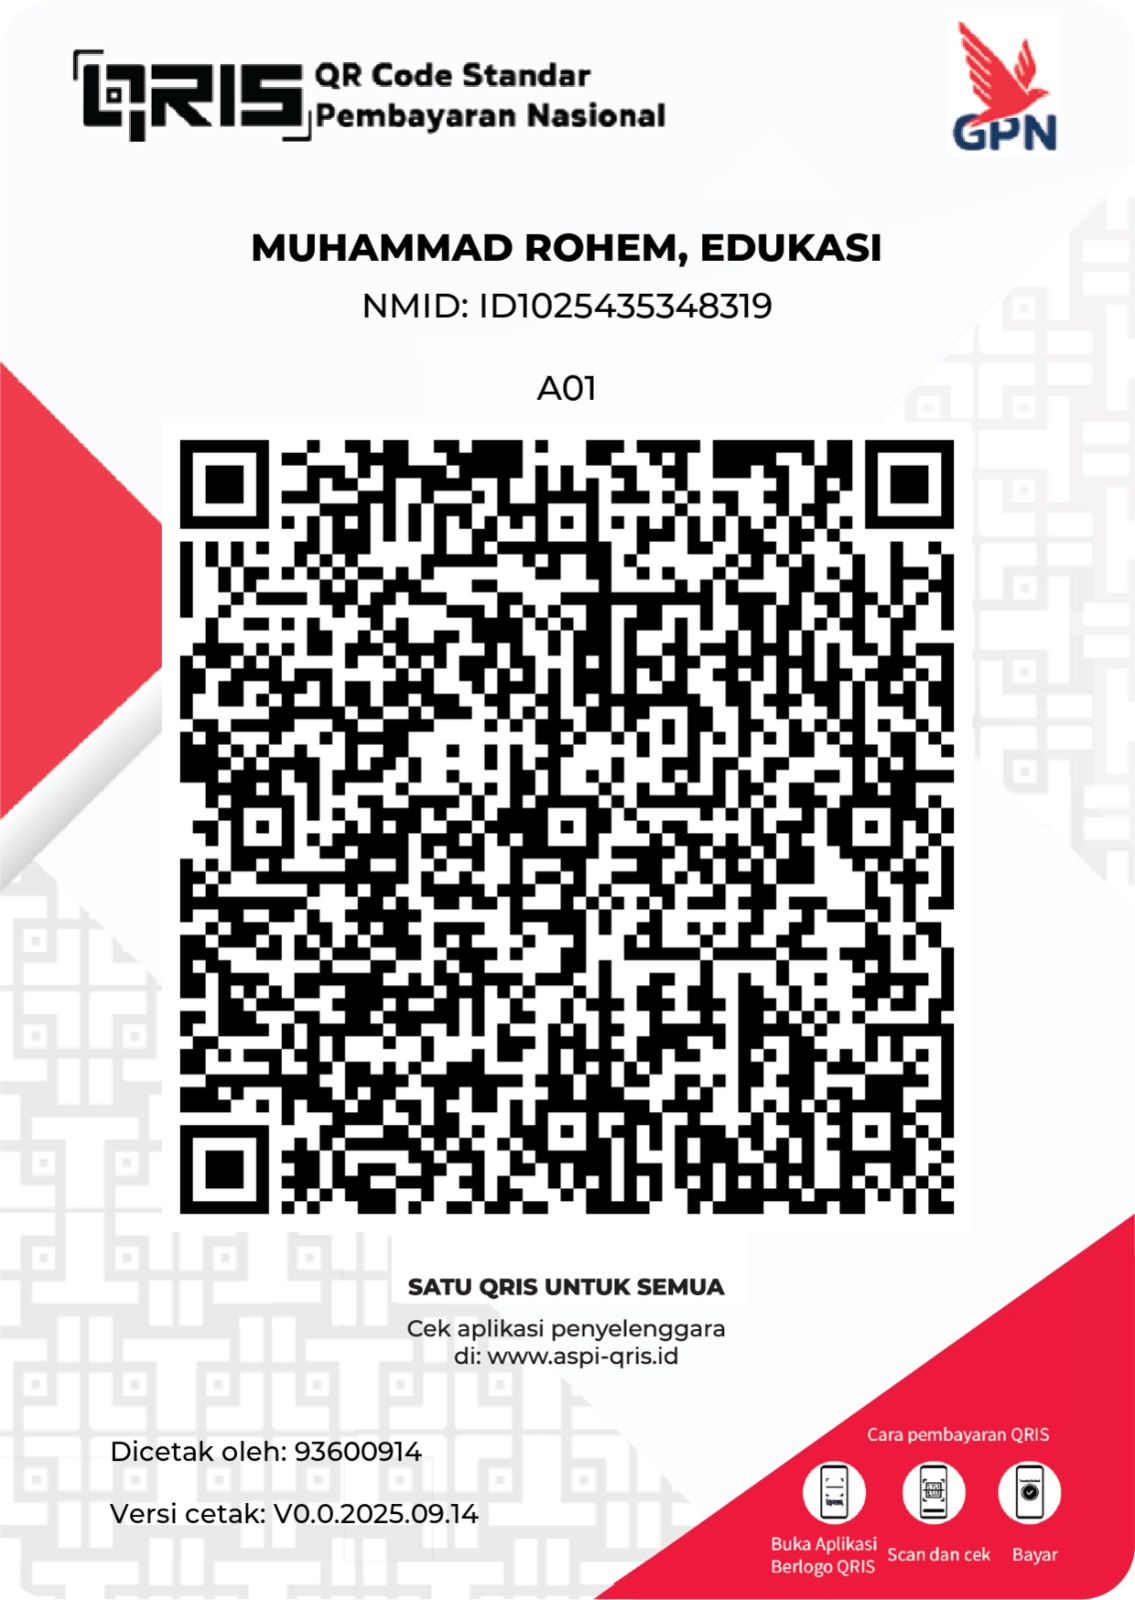 QRIS QR Code Standar
Pembayaran Nasional
GPN
MUHAMMAD ROHEM, EDUKASI
NMID: ID1025435348319
A01
SATU QRIS UNTUK SEMUA
Cek aplikasi penyelenggara
di: www.aspi-qris.id
Dicetak oleh: 93600914
Versi cetak: V0.0.2025.09.14
Cara pembayaran QRIS
Buka Aplikasi
Berlogo QRIS
Scan dan cek
Bayar